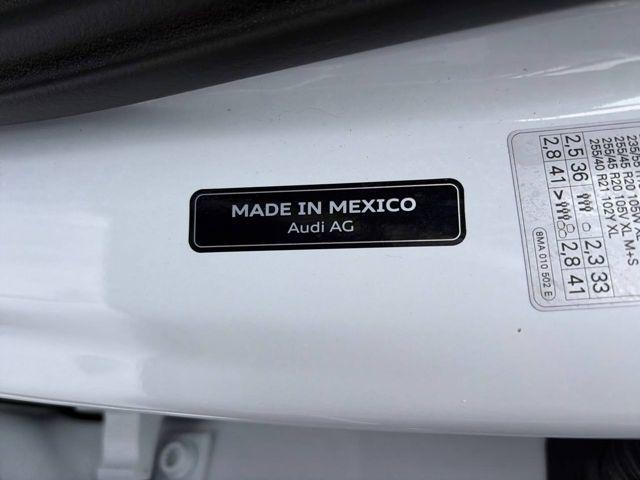 MADE IN MEXICO
Audi AG
255/45 R20 105V XL M+S
255/40 R21 102Y XL
2,5 36
2,3 33
2,8 41 >
2,8 41
8MA 010 502 E